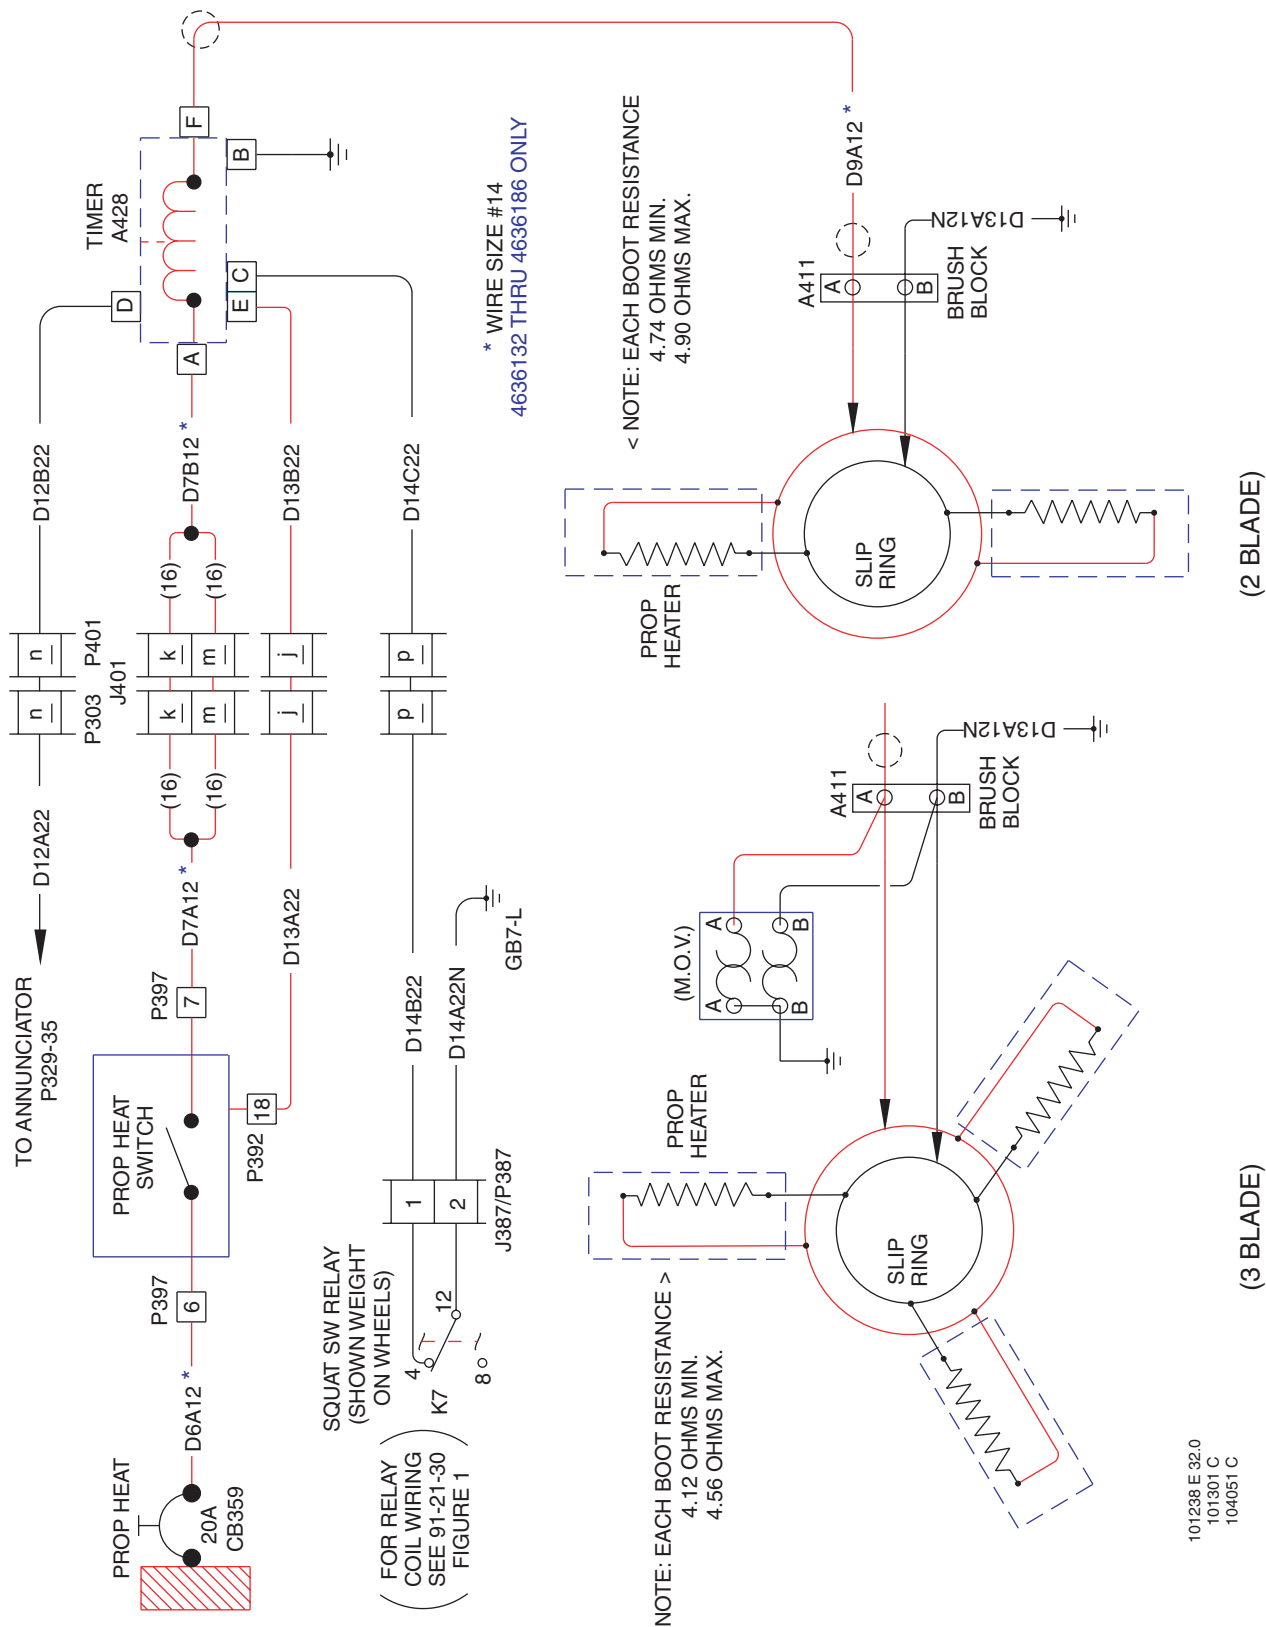 PROP HEAT
20A
CB359
D6A12 *
P397
6
PROP HEAT
SWITCH
7
P397
P392
18
D7A12 *
D13A22
TO ANNUNCIATOR
P329-35
D12A22
(16)
(16)
n
n
k
k
m
m
j
j
p
p
P303
P401
J401
(16)
(16)
D12B22
D7B12 *
D13B22
D14C22
TIMER
A428
D
A
E
C
B
F
* WIRE SIZE #14
4636132 THRU 4636186 ONLY
SQUAT SW RELAY
(SHOWN WEIGHT
ON WHEELS)
FOR RELAY
COIL WIRING
SEE 91-21-30
FIGURE 1
K7
4
12
8
1
2
J387/P387
D14B22
D14A22N
GB7-L
NOTE: EACH BOOT RESISTANCE >
4.12 OHMS MIN.
4.56 OHMS MAX.
PROP
HEATER
SLIP
RING
(M.O.V.)
A
A
B
B
A411
A
B
BRUSH
BLOCK
D13A12N
(3 BLADE)
< NOTE: EACH BOOT RESISTANCE
4.74 OHMS MIN.
4.90 OHMS MAX.
PROP
HEATER
SLIP
RING
A411
A
B
BRUSH
BLOCK
D13A12N
D9A12 *
(2 BLADE)
101238 E 32.0
101301 C
104051 C